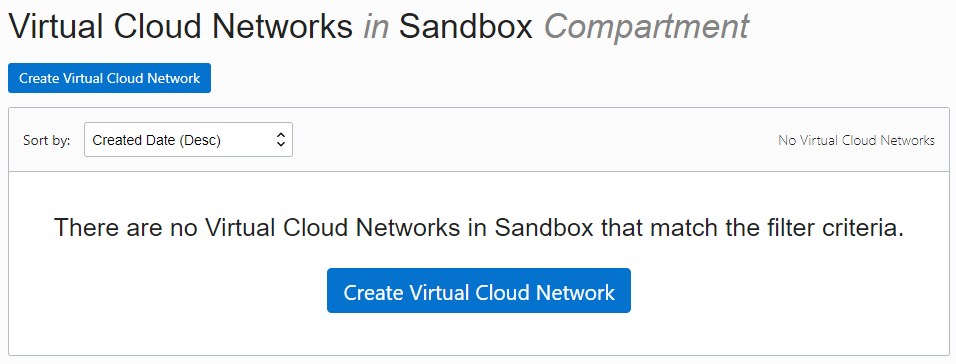 Virtual Cloud Networks in Sandbox Compartment
Create Virtual Cloud Network
Sort by: Created Date (Desc) No Virtual Cloud Networks
There are no Virtual Cloud Networks in Sandbox that match the filter criteria.
Create Virtual Cloud Network